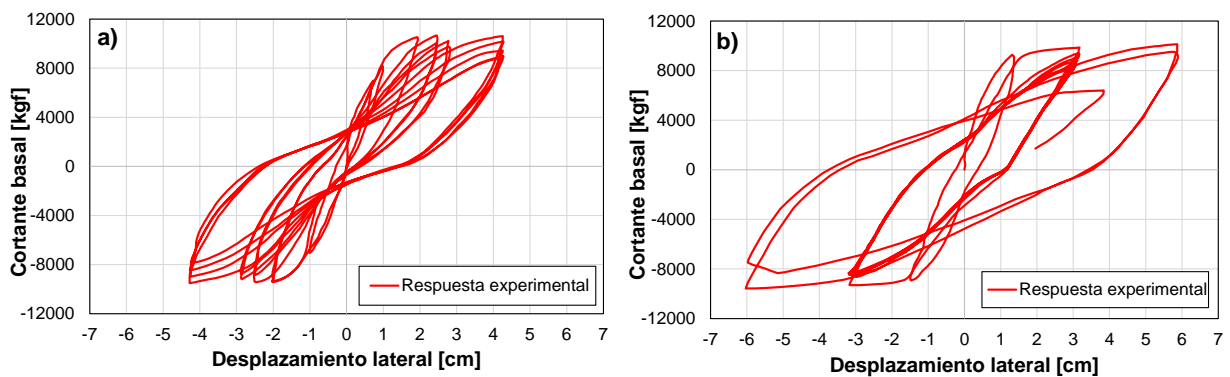 a)
12000
8000
4000
0
-4000
-8000
-12000
Cortante basal [kgf]
-7 -6 -5 -4 -3 -2 -1 0 1 2 3 4 5 6 7
Desplazamiento lateral [cm]
Respuesta experimental
b)
12000
8000
4000
0
-4000
-8000
-12000
Cortante basal [kgf]
-7 -6 -5 -4 -3 -2 -1 0 1 2 3 4 5 6 7
Desplazamiento lateral [cm]
Respuesta experimental